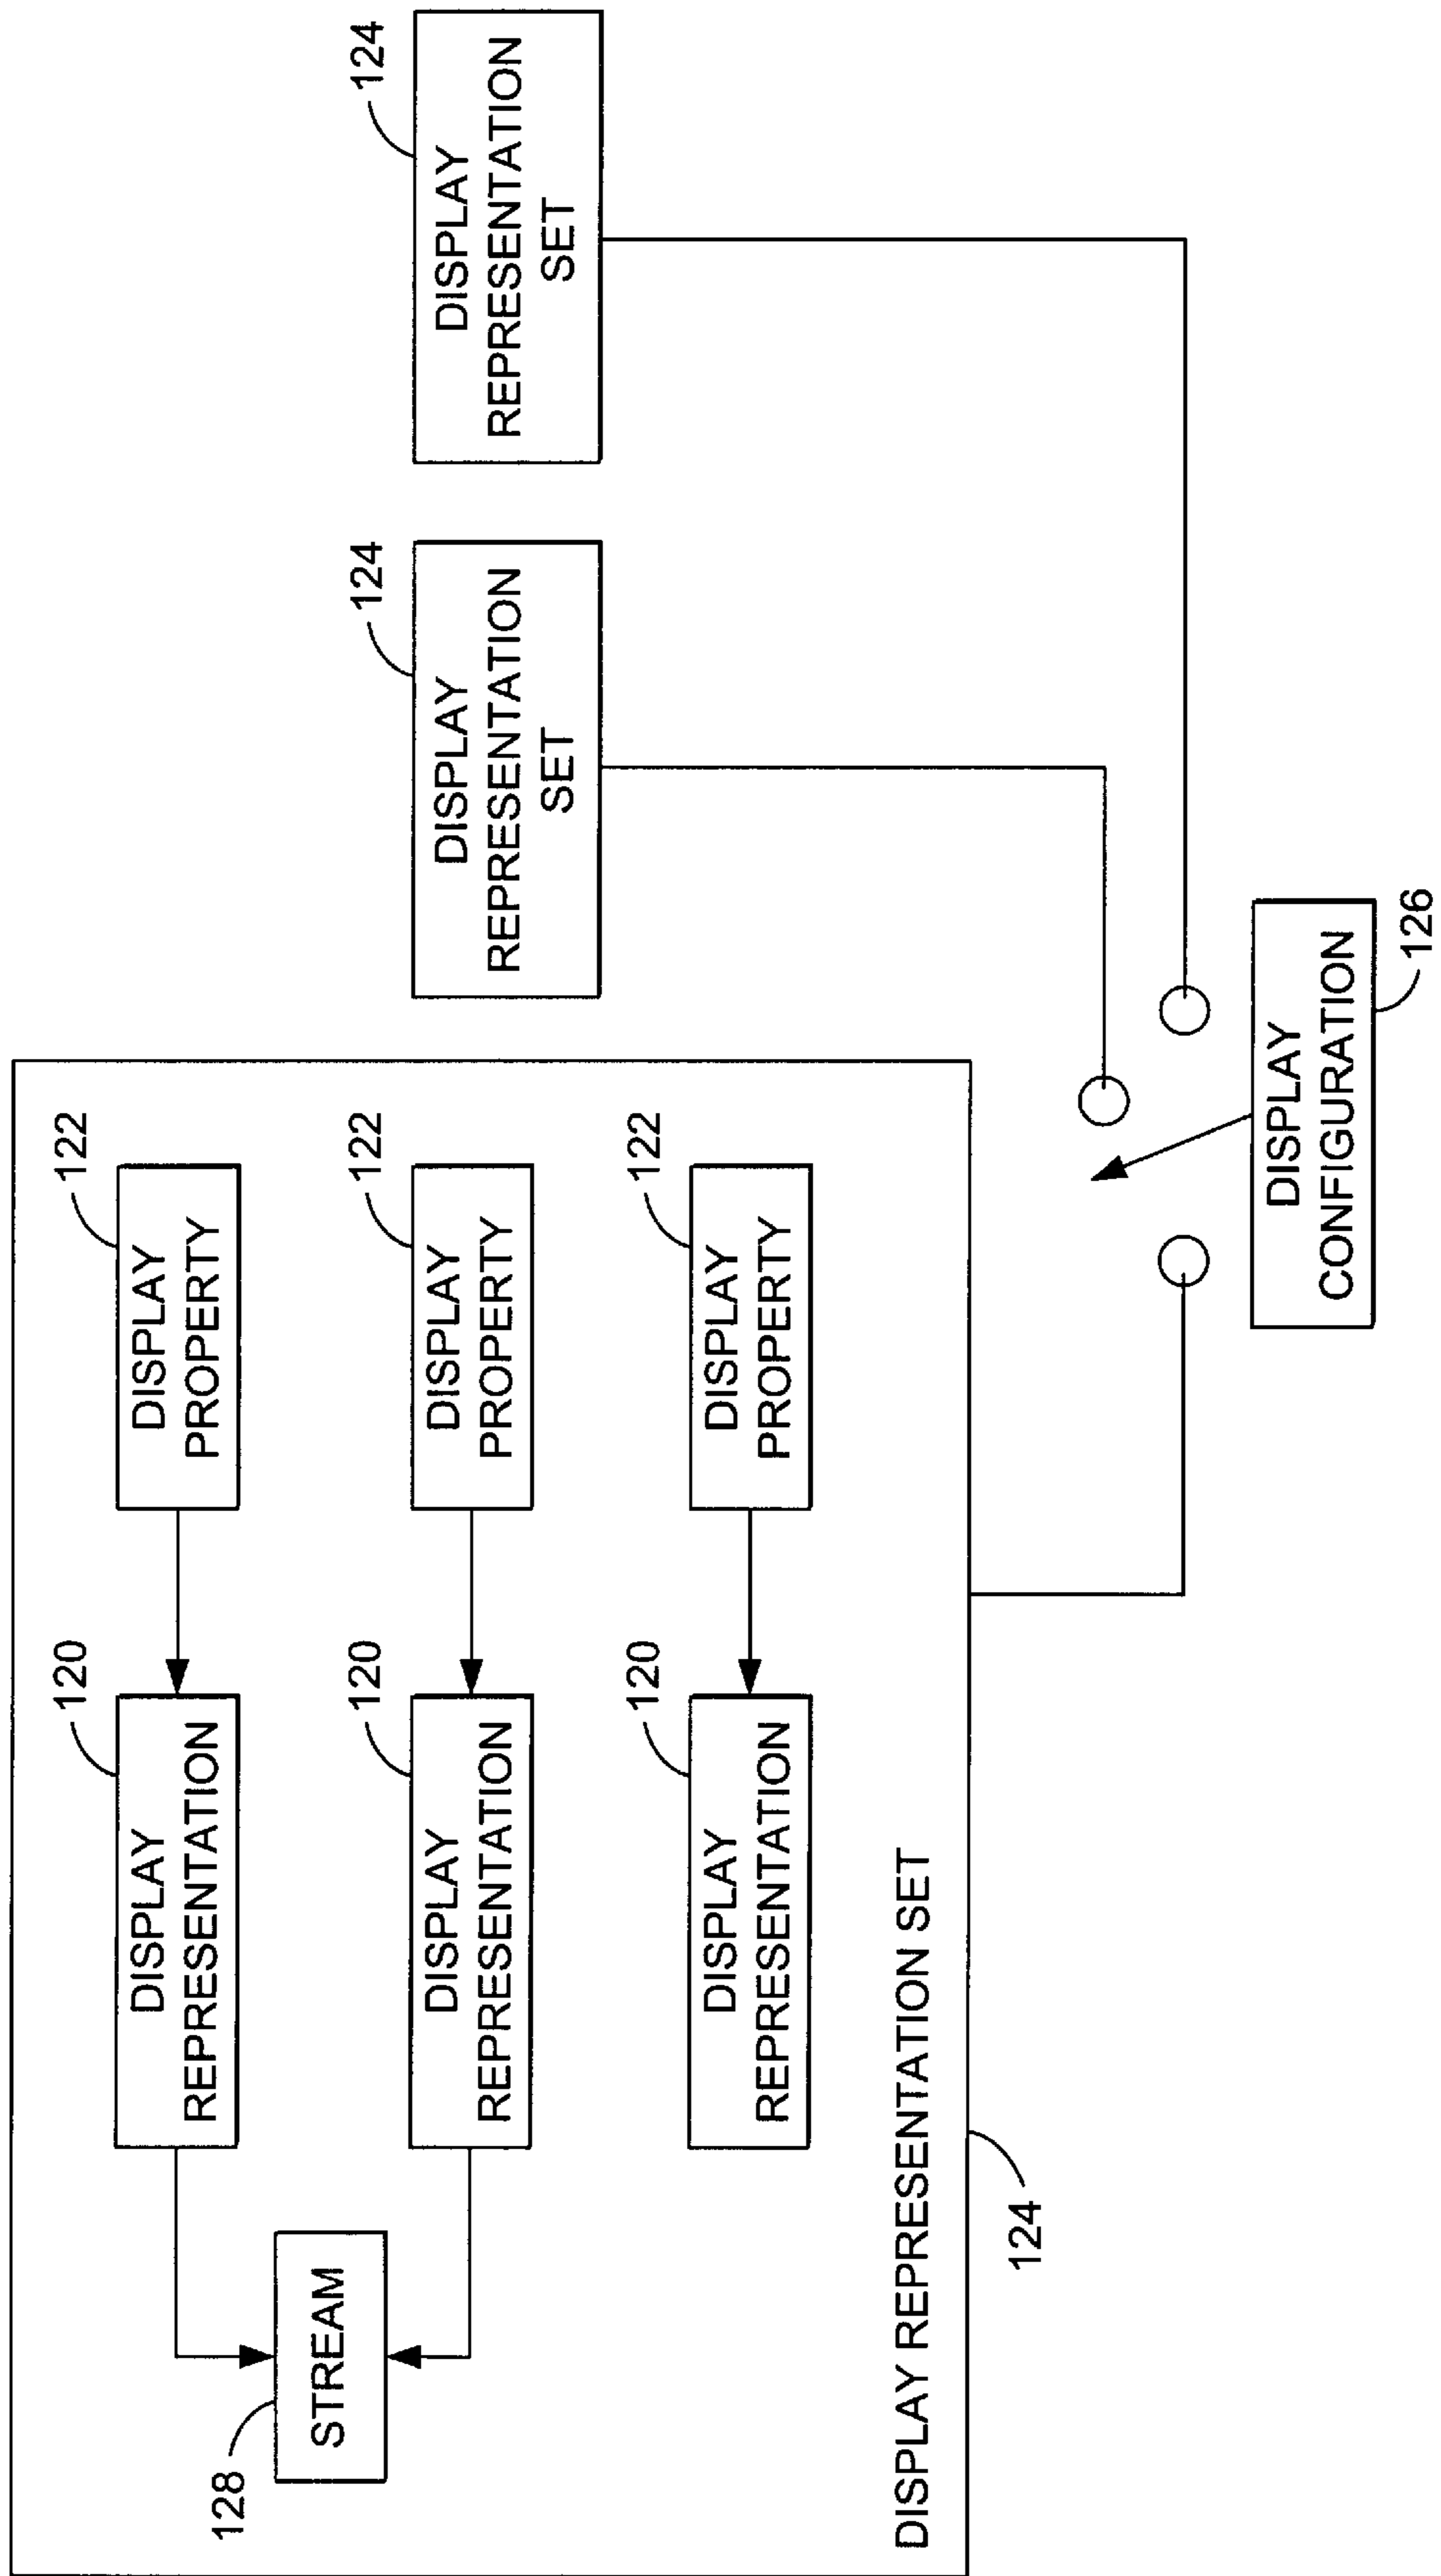 120
122
DISPLAY
REPRESENTATION
DISPLAY
PROPERTY
128
STREAM
120
122
DISPLAY
REPRESENTATION
DISPLAY
PROPERTY
120
122
DISPLAY
REPRESENTATION
DISPLAY
PROPERTY
DISPLAY REPRESENTATION SET
124
124
DISPLAY
REPRESENTATION
SET
124
DISPLAY
REPRESENTATION
SET
DISPLAY
CONFIGURATION
126